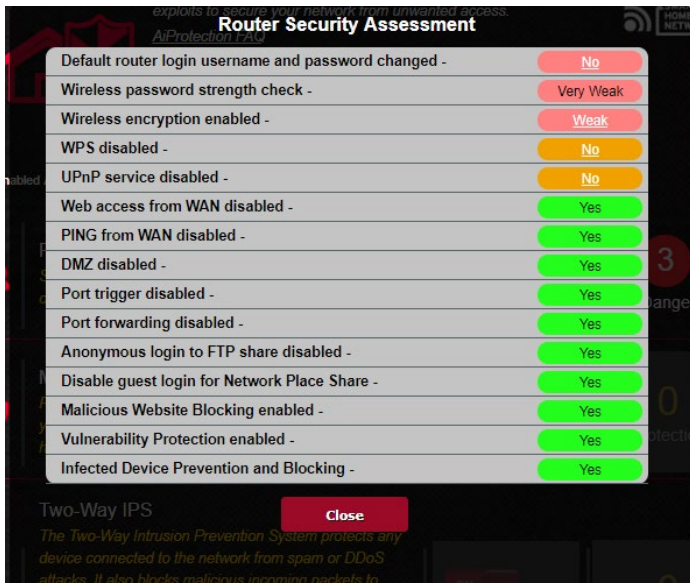 exploits to secure your network from unwanted access.
Router Security Assessment
AiProtection FAQ
HOME
Default router login username and password changed - No
Wireless password strength check - Very Weak
Wireless encryption enabled - Weak
WPS disabled - No
UPnP service disabled - No
Web access from WAN disabled - Yes
PING from WAN disabled - Yes
DMZ disabled - Yes
3
Port trigger disabled - Yes
Port forwarding disabled - Yes
Anonymous login to FTP share disabled - Yes
Disable guest login for Network Place Share - Yes
Malicious Website Blocking enabled - Yes
0
Vulnerability Protection enabled - Yes
Infected Device Prevention and Blocking - Yes
Two-Way IPS
Close
The Two-Way Intrusion Prevention System protects any
device connected to the network from spam or DDoS
attacks. It also blocks malicious incoming packets to